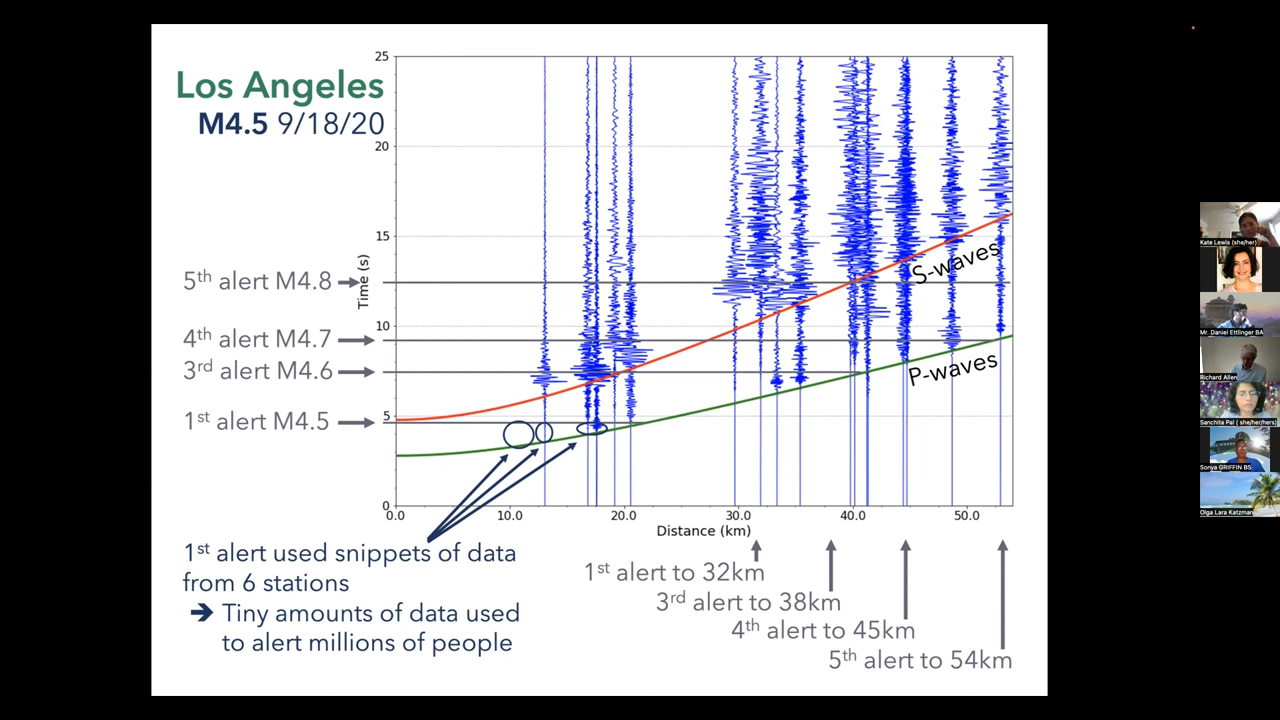 Los Angeles
M4.5 9/18/20
25
20
15
10
5
0
Time (s)
5th alert M4.8
4th alert M4.7
3rd alert M4.6
1st alert M4.5
S-waves
P-waves
0.0 10.0 20.0 30.0 40.0 50.0
Distance (km)
1st alert used snippets of data
from 6 stations
➔ Tiny amounts of data used
to alert millions of people
1st alert to 32km
3rd alert to 38km
4th alert to 45km
5th alert to 54km
Kate Lewis (she/her)
Mr. Daniel Ettlinger BA
Richard Allen
Sanchita Pal ( she/her/hers)
Sonya GRIFFIN BS
Olga Lara Katzman